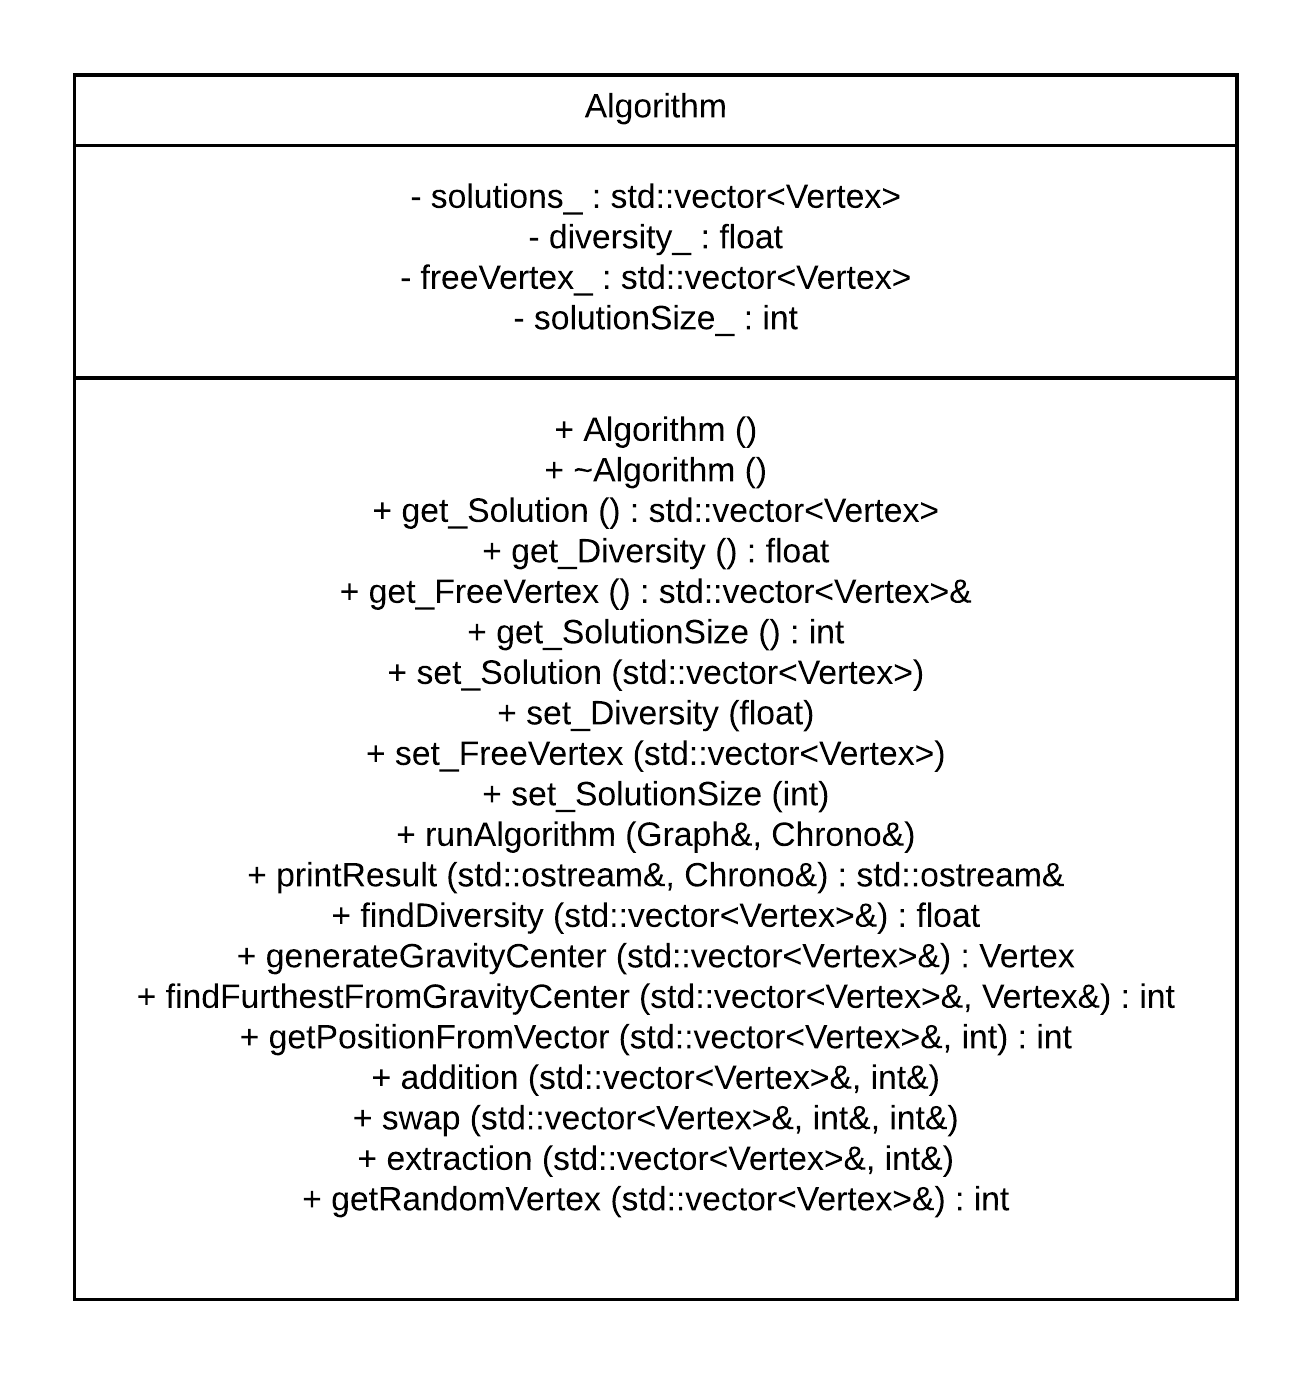 Algorithm
- solutions_ : std::vector<Vertex>
- diversity_ : float
- freeVertex_ : std::vector<Vertex>
- solutionSize_ : int
+ Algorithm ()
+ ~Algorithm ()
+ get_Solution () : std::vector<Vertex>
+ get_Diversity () : float
+ get_FreeVertex () : std::vector<Vertex>&
+ get_SolutionSize () : int
+ set_Solution (std::vector<Vertex>)
+ set_Diversity (float)
+ set_FreeVertex (std::vector<Vertex>)
+ set_SolutionSize (int)
+ runAlgorithm (Graph&, Chrono&)
+ printResult (std::ostream&, Chrono&) : std::ostream&
+ findDiversity (std::vector<Vertex>&) : float
+ generateGravityCenter (std::vector<Vertex>&) : Vertex
+ findFurthestFromGravityCenter (std::vector<Vertex>&, Vertex&) : int
+ getPositionFromVector (std::vector<Vertex>&, int) : int
+ addition (std::vector<Vertex>&, int&)
+ swap (std::vector<Vertex>&, int&, int&)
+ extraction (std::vector<Vertex>&, int&)
+ getRandomVertex (std::vector<Vertex>&) : int